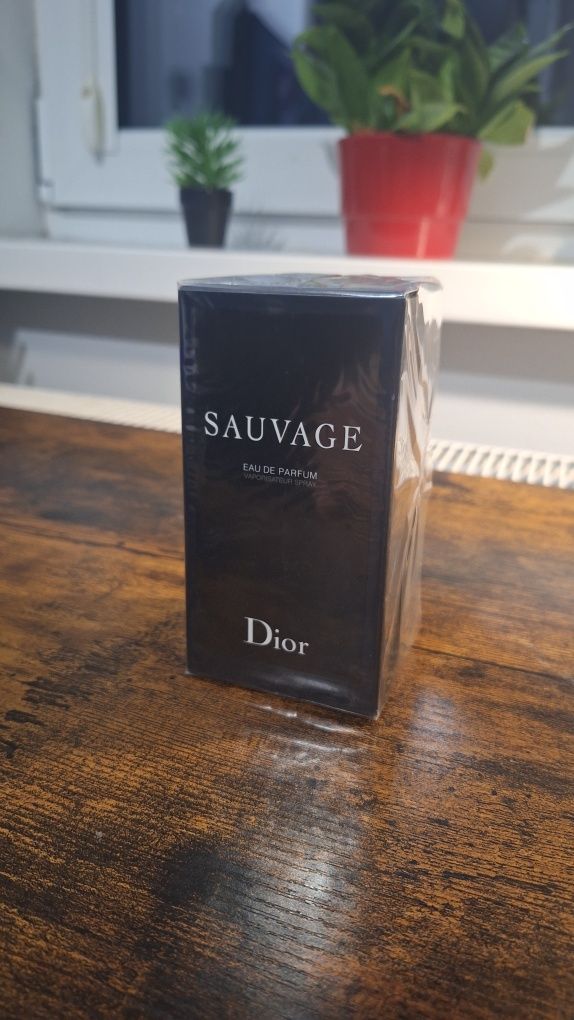 SAUVAGE
EAU DE PARFUM
VAPORISATEUR SPRAY
Dior